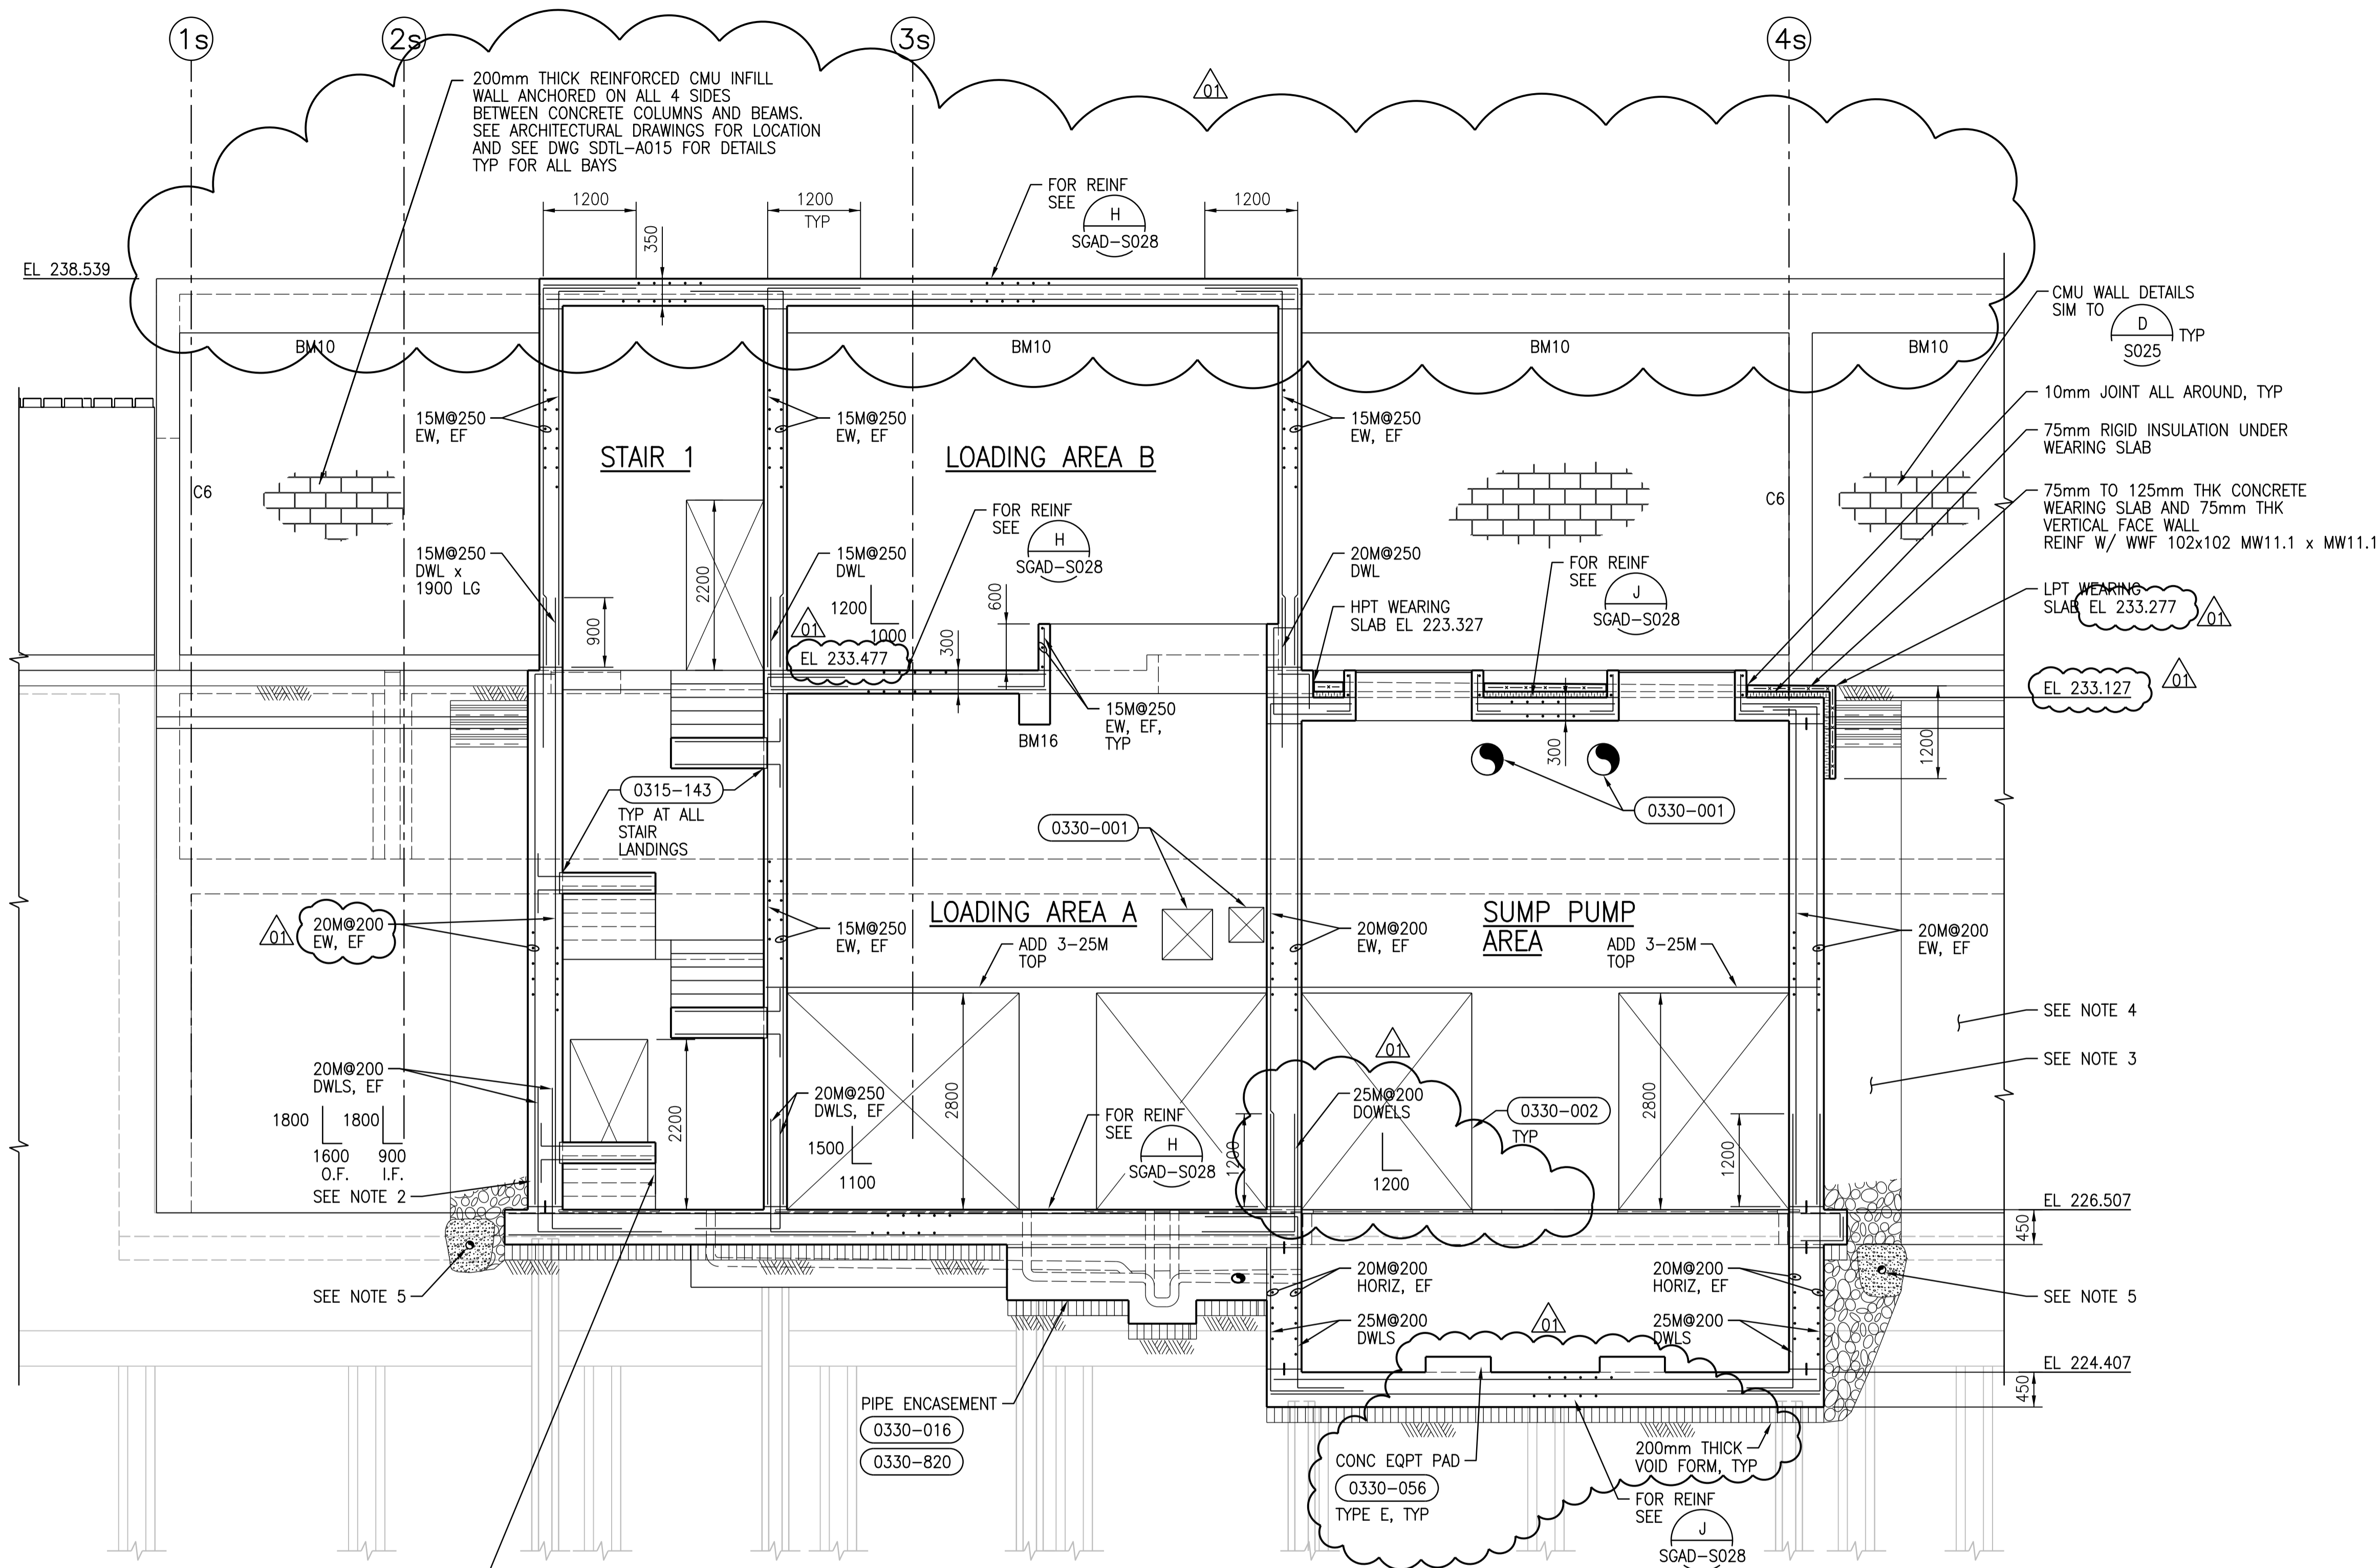 1s
2s
3s
4s
200mm THICK REINFORCED CMU INFILL
WALL ANCHORED ON ALL 4 SIDES
BETWEEN CONCRETE COLUMNS AND BEAMS.
SEE ARCHITECTURAL DRAWINGS FOR LOCATION
AND SEE DWG SDTL-A015 FOR DETAILS
TYP FOR ALL BAYS
01
FOR REINF
SEE
H
SGAD-S028
1200
1200
TYP
1200
350
EL 238.539
CMU WALL DETAILS
SIM TO
D
S025
TYP
BM10
BM10
BM10
BM10
10mm JOINT ALL AROUND, TYP
75mm RIGID INSULATION UNDER
WEARING SLAB
75mm TO 125mm THK CONCRETE
WEARING SLAB AND 75mm THK
VERTICAL FACE WALL
REINF W/ WWF 102x102 MW11.1 x MW11.1
15M@250
EW, EF
15M@250
EW, EF
15M@250
EW, EF
STAIR 1
LOADING AREA B
C6
C6
FOR REINF
SEE
H
SGAD-S028
15M@250
DWL x
1900 LG
2200
15M@250
DWL
1200
1000
20M@250
DWL
FOR REINF
SEE
J
SGAD-S028
HPT WEARING
SLAB EL 223.327
LPT WEARING
SLAB EL 233.277
01
900
600
300
01
EL 233.477
EL 233.127
01
15M@250
EW, EF,
TYP
BM16
300
1200
0315-143
TYP AT ALL
STAIR
LANDINGS
0330-001
0330-001
LOADING AREA A
SUMP PUMP
AREA
01
20M@200
EW, EF
15M@250
EW, EF
20M@200
EW, EF
20M@200
EW, EF
ADD 3-25M
TOP
ADD 3-25M
TOP
SEE NOTE 4
SEE NOTE 3
20M@200
DWLS, EF
1800
1600
O.F.
1800
900
I.F.
2200
20M@250
DWLS, EF
1500
1100
2800
FOR REINF
SEE
H
SGAD-S028
1200
01
25M@200
DOWELS
1200
0330-002
TYP
2800
1200
SEE NOTE 2
EL 226.507
450
SEE NOTE 5
20M@200
HORIZ, EF
20M@200
HORIZ, EF
SEE NOTE 5
25M@200
DWLS
01
25M@200
DWLS
EL 224.407
450
PIPE ENCASEMENT
0330-016
0330-820
CONC EQPT PAD
0330-056
TYPE E, TYP
200mm THICK
VOID FORM, TYP
FOR REINF
SEE
J
SGAD-S028